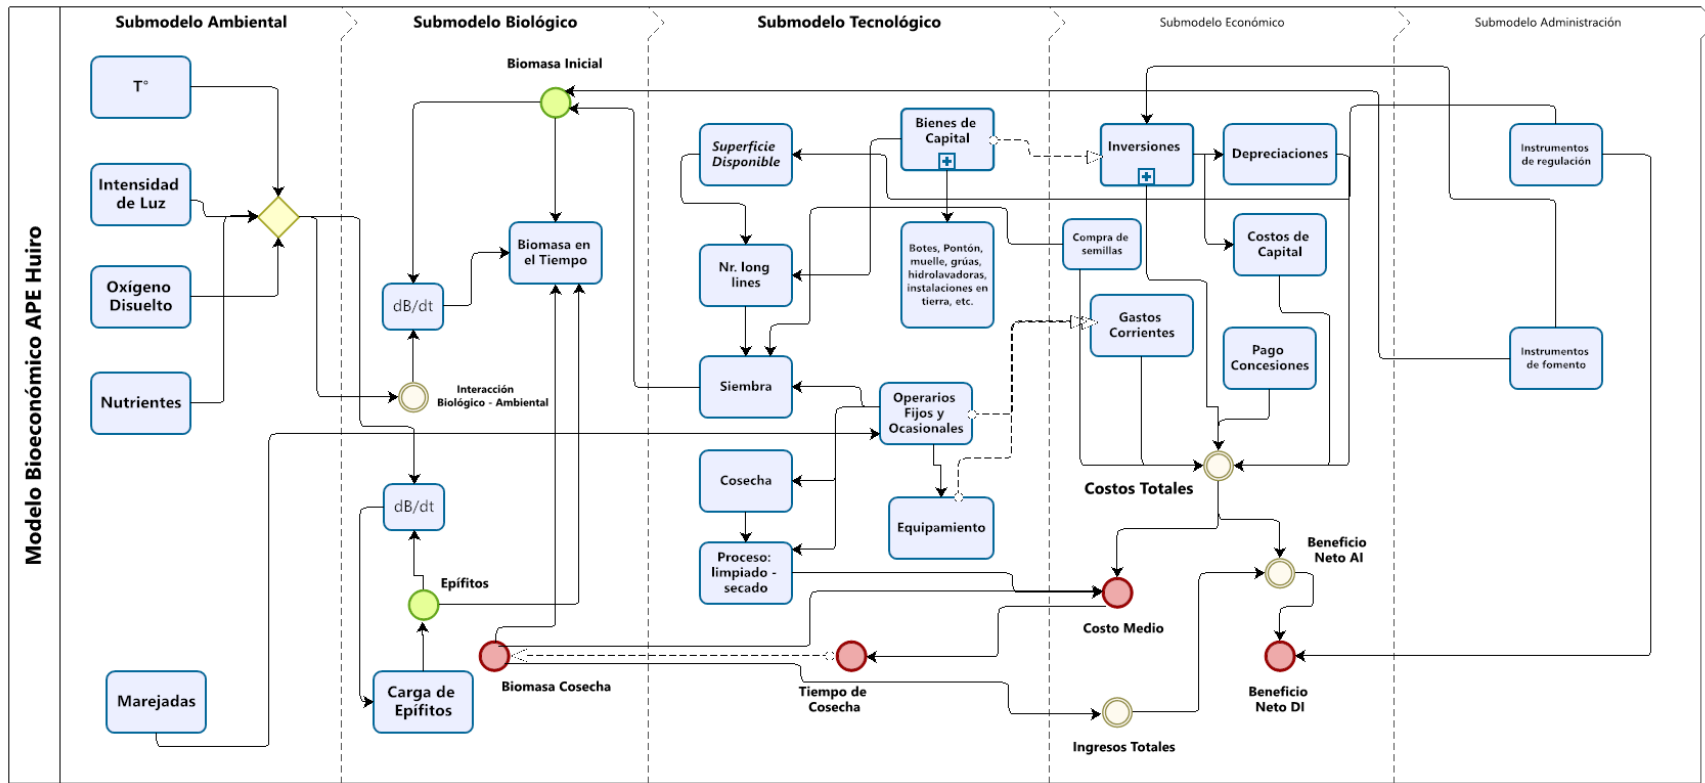 Modelo Bioeconómico APE Huiro
Submodelo Ambiental
T°
Intensidad
de Luz
Oxígeno
Disuelto
Nutrientes
Marejadas
Submodelo Biológico
Biomasa Inicial
Biomasa en
el Tiempo
dB/dt
Interacción
Biológico - Ambiental
dB/dt
Epífitos
Biomasa Cosecha
Carga de
Epífitos
Submodelo Tecnológico
Superficie
Disponible
Bienes de
Capital
Nr. long
lines
Botes, Pontón,
muelle, grúas,
hidrolavadoras,
instalaciones en
tierra, etc.
Siembra
Operarios
Fijos y
Ocasionales
Cosecha
Equipamiento
Proceso:
limpiado -
secado
Tiempo de
Cosecha
Submodelo Económico
Inversiones
Depreciaciones
Compra de
semillas
Costos de
Capital
Gastos
Corrientes
Pago
Concesiones
Costos Totales
Beneficio
Neto AI
Costo Medio
Beneficio
Neto DI
Ingresos Totales
Submodelo Administración
Instrumentos
de regulación
Instrumentos
de fomento